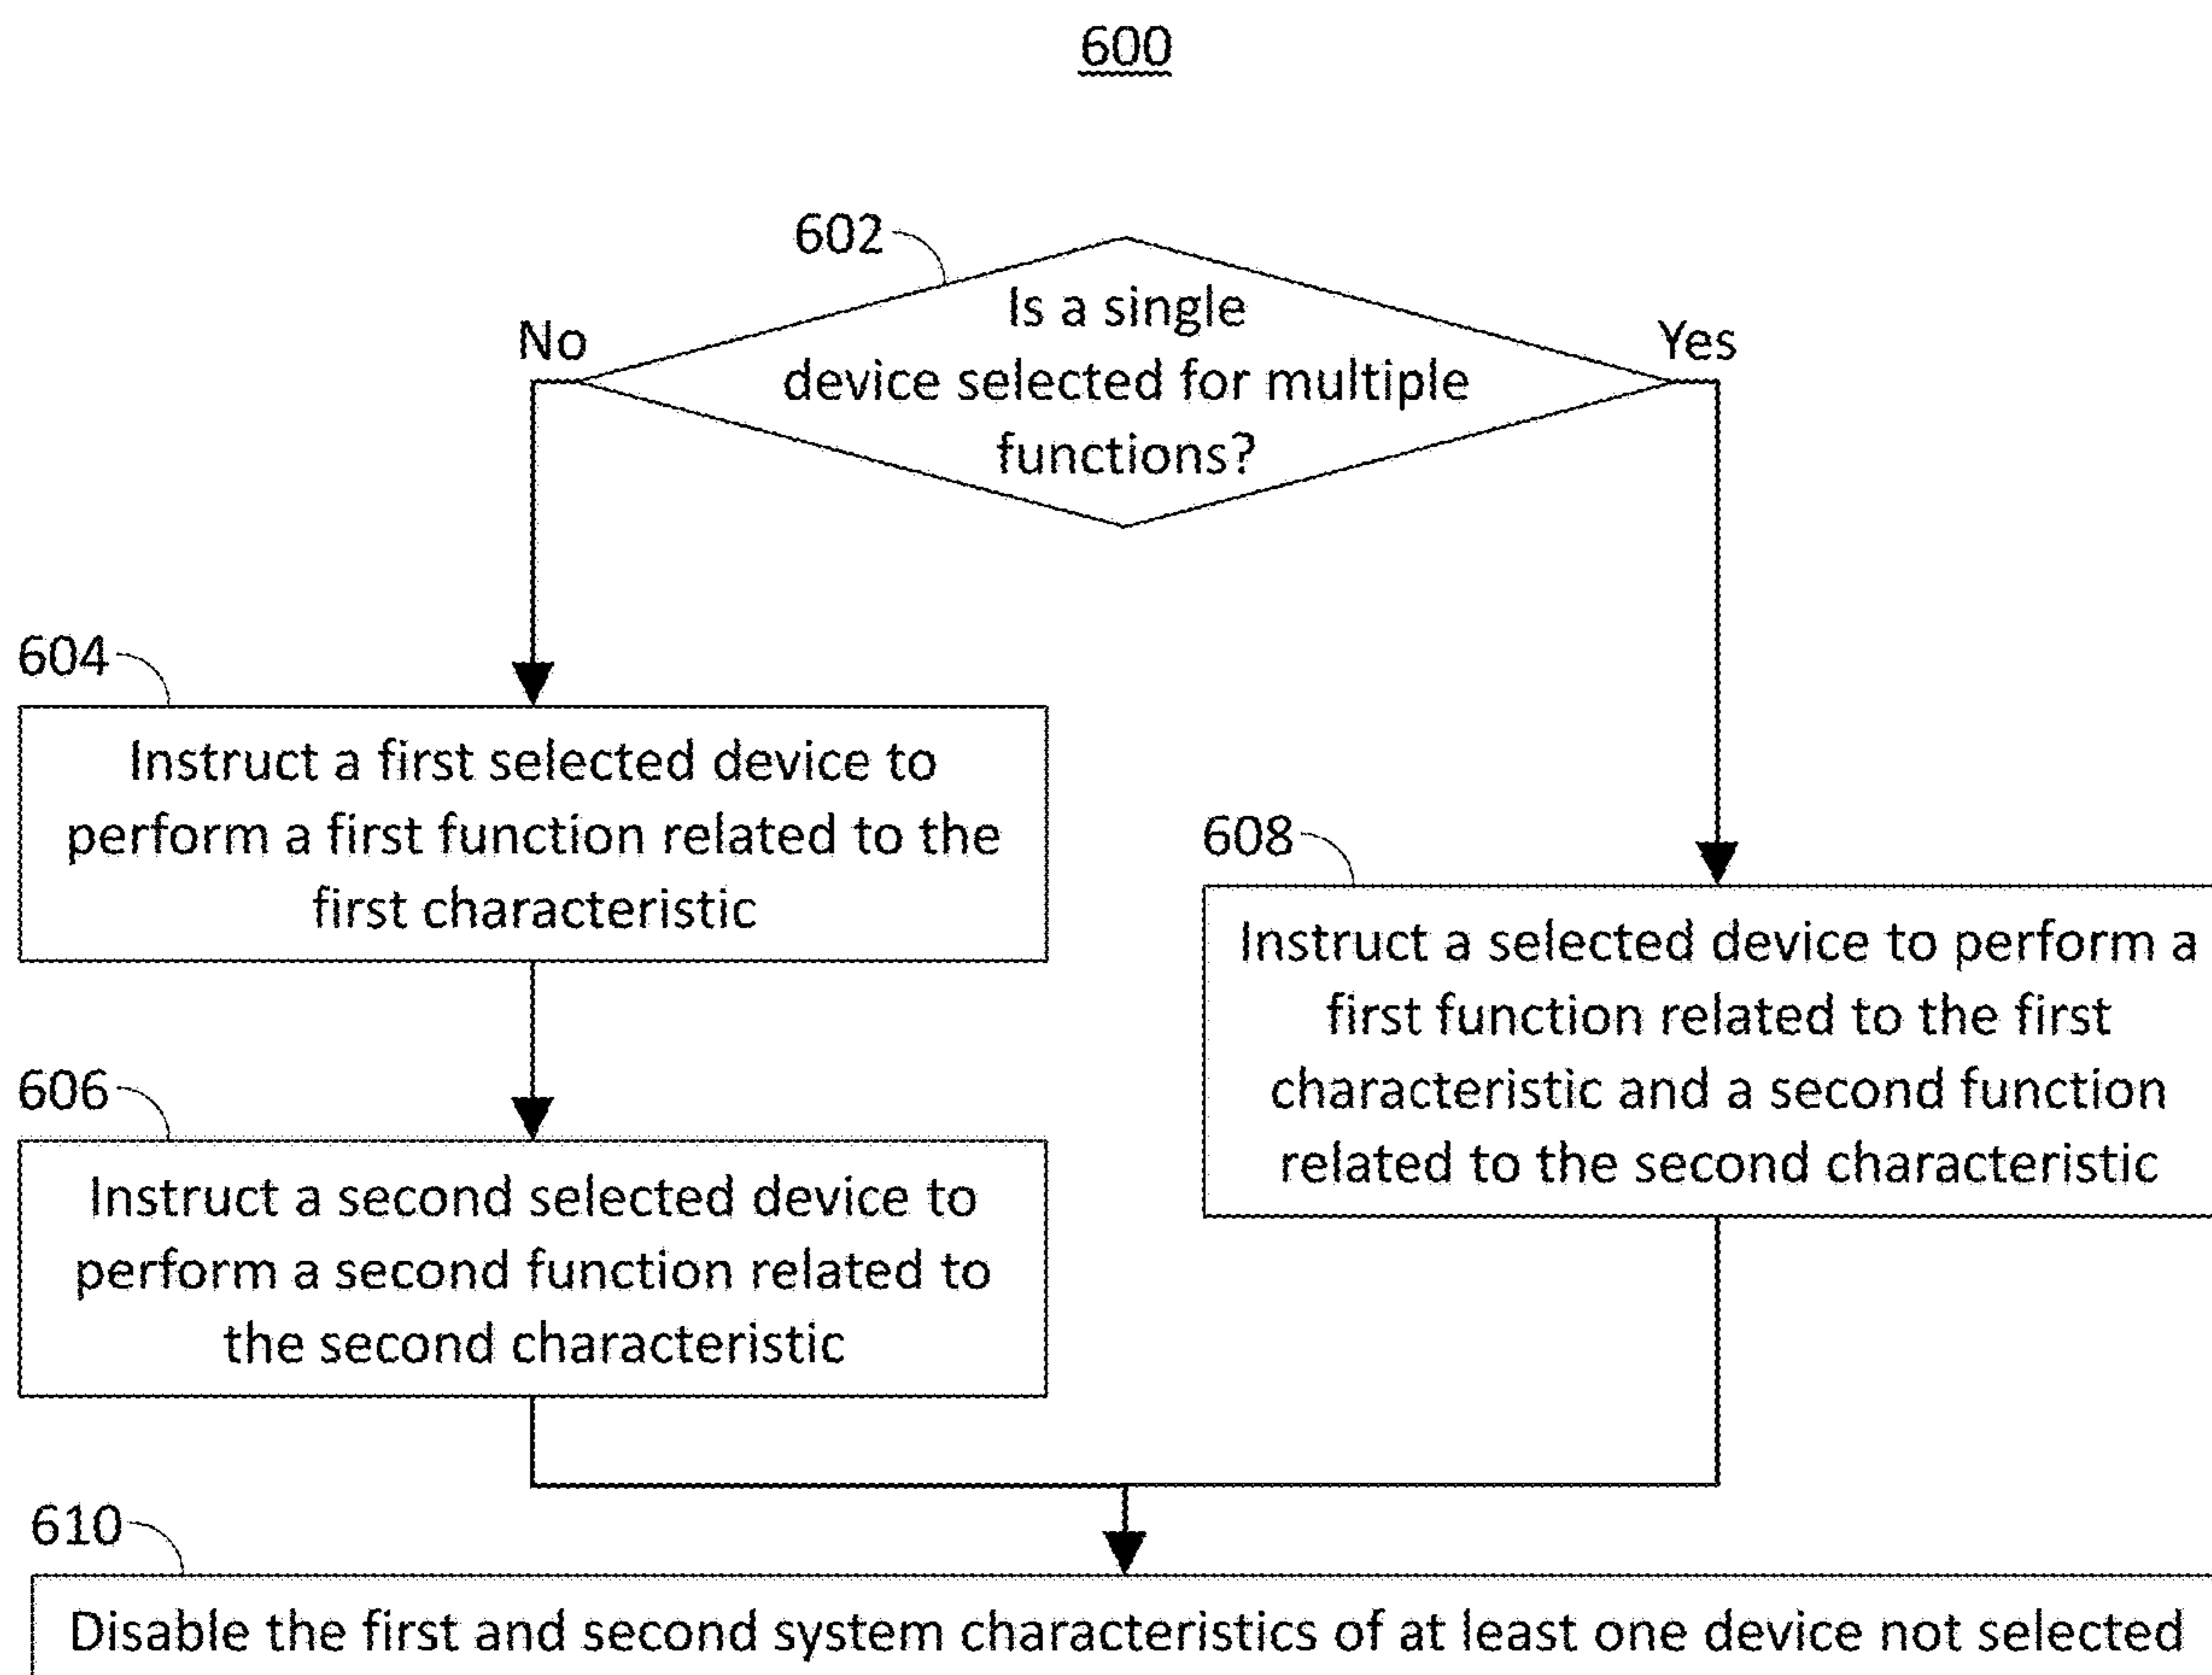 600
602
Is a single
device selected for multiple
functions?
No
Yes
604
Instruct a first selected device to
perform a first function related to the
first characteristic
606
Instruct a second selected device to
perform a second function related to
the second characteristic
608
Instruct a selected device to perform a
first function related to the first
characteristic and a second function
related to the second characteristic
610
Disable the first and second system characteristics of at least one device not selected